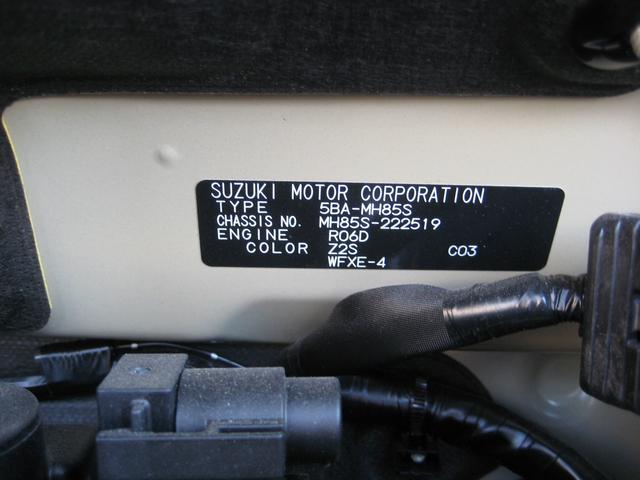 SUZUKI MOTOR CORPORATION
TYPE 5BA-MH85S
CHASSIS NO. MH85S-222519
ENGINE R06D
COLOR Z2S C03
WFXE-4